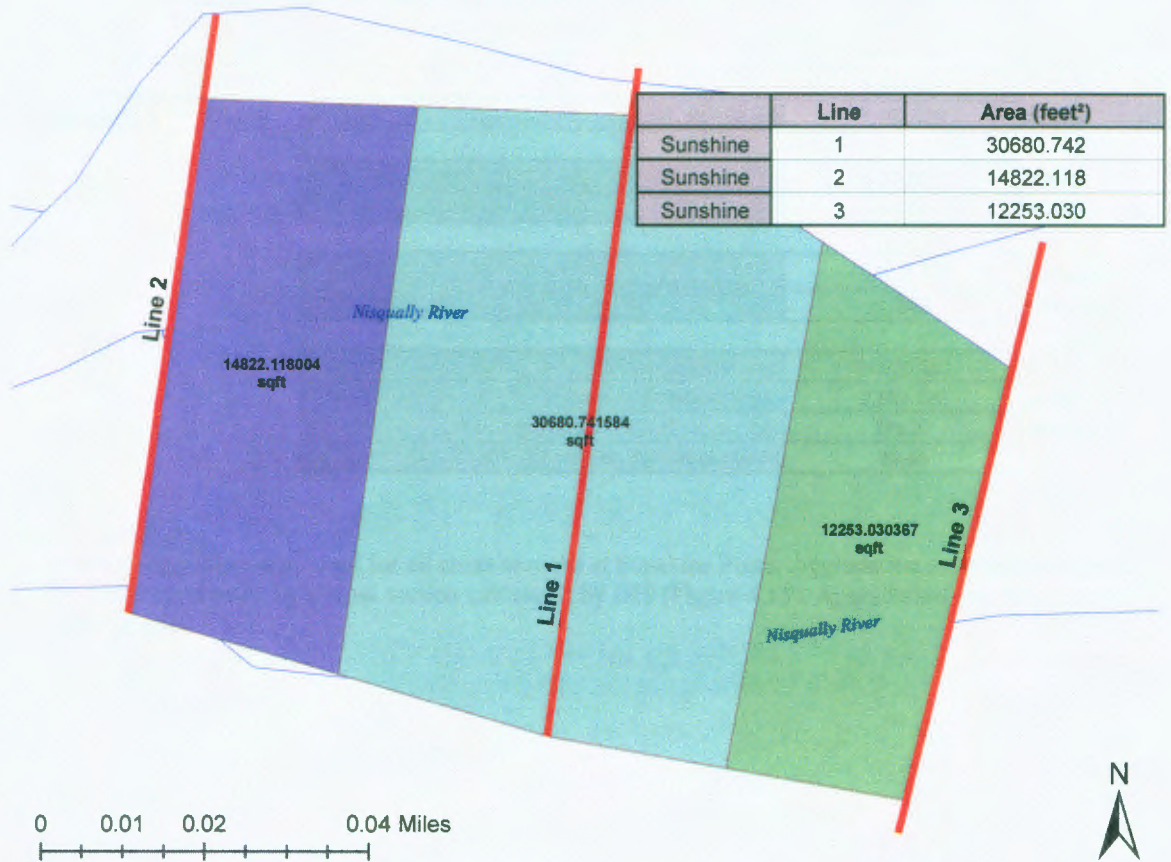 Line Area (feet²)
Sunshine 1 30680.742
Sunshine 2 14822.118
Sunshine 3 12253.030
Line 2
Nisqually River
14822.118004
sqft
30680.741584
sqft
Line 1
12253.030367
sqft
Line 3
Nisqually River
N
0 0.01 0.02 0.04 Miles